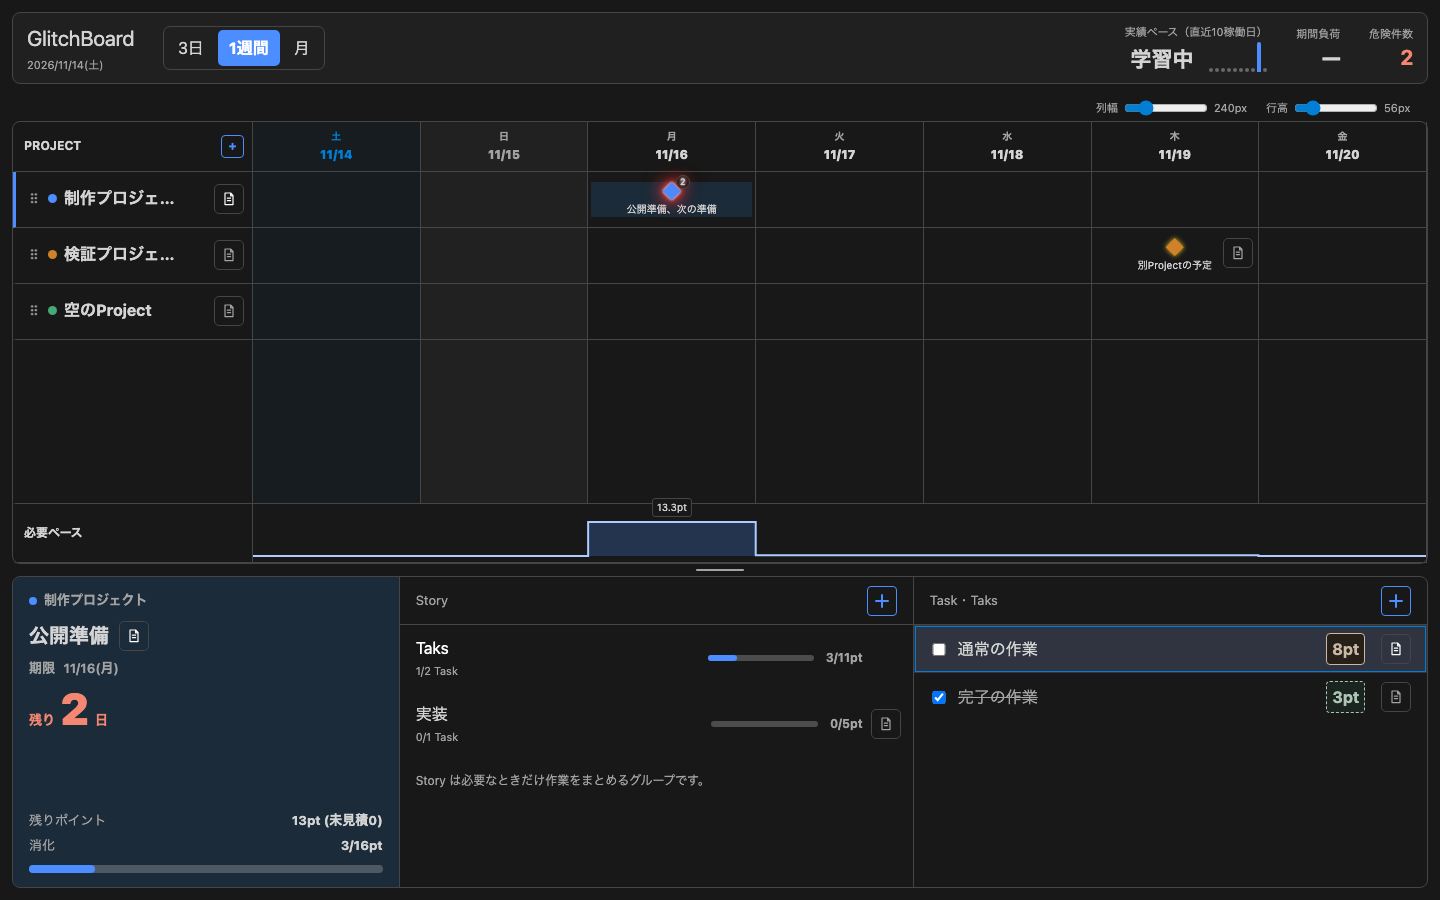 GlitchBoard
2026/11/14(土)
3日 1週間 月
実績ペース（直近10稼働日）
学習中
期間負荷
—
危険件数
2
列幅 240px 行高 56px
PROJECT +
土 11/14
日 11/15
月 11/16
火 11/17
水 11/18
木 11/19
金 11/20
制作プロジェ...
2
公開準備、次の準備
検証プロジェ...
別Projectの予定
空のProject
必要ペース
13.3pt
制作プロジェクト
公開準備
期限 11/16(月)
残り 2 日
残りポイント 13pt (未見積0)
消化 3/16pt
Story +
Taks
1/2 Task
3/11pt
実装
0/1 Task
0/5pt
Story は必要なときだけ作業をまとめるグループです。
Task・Taks +
通常の作業 8pt
完了の作業 3pt